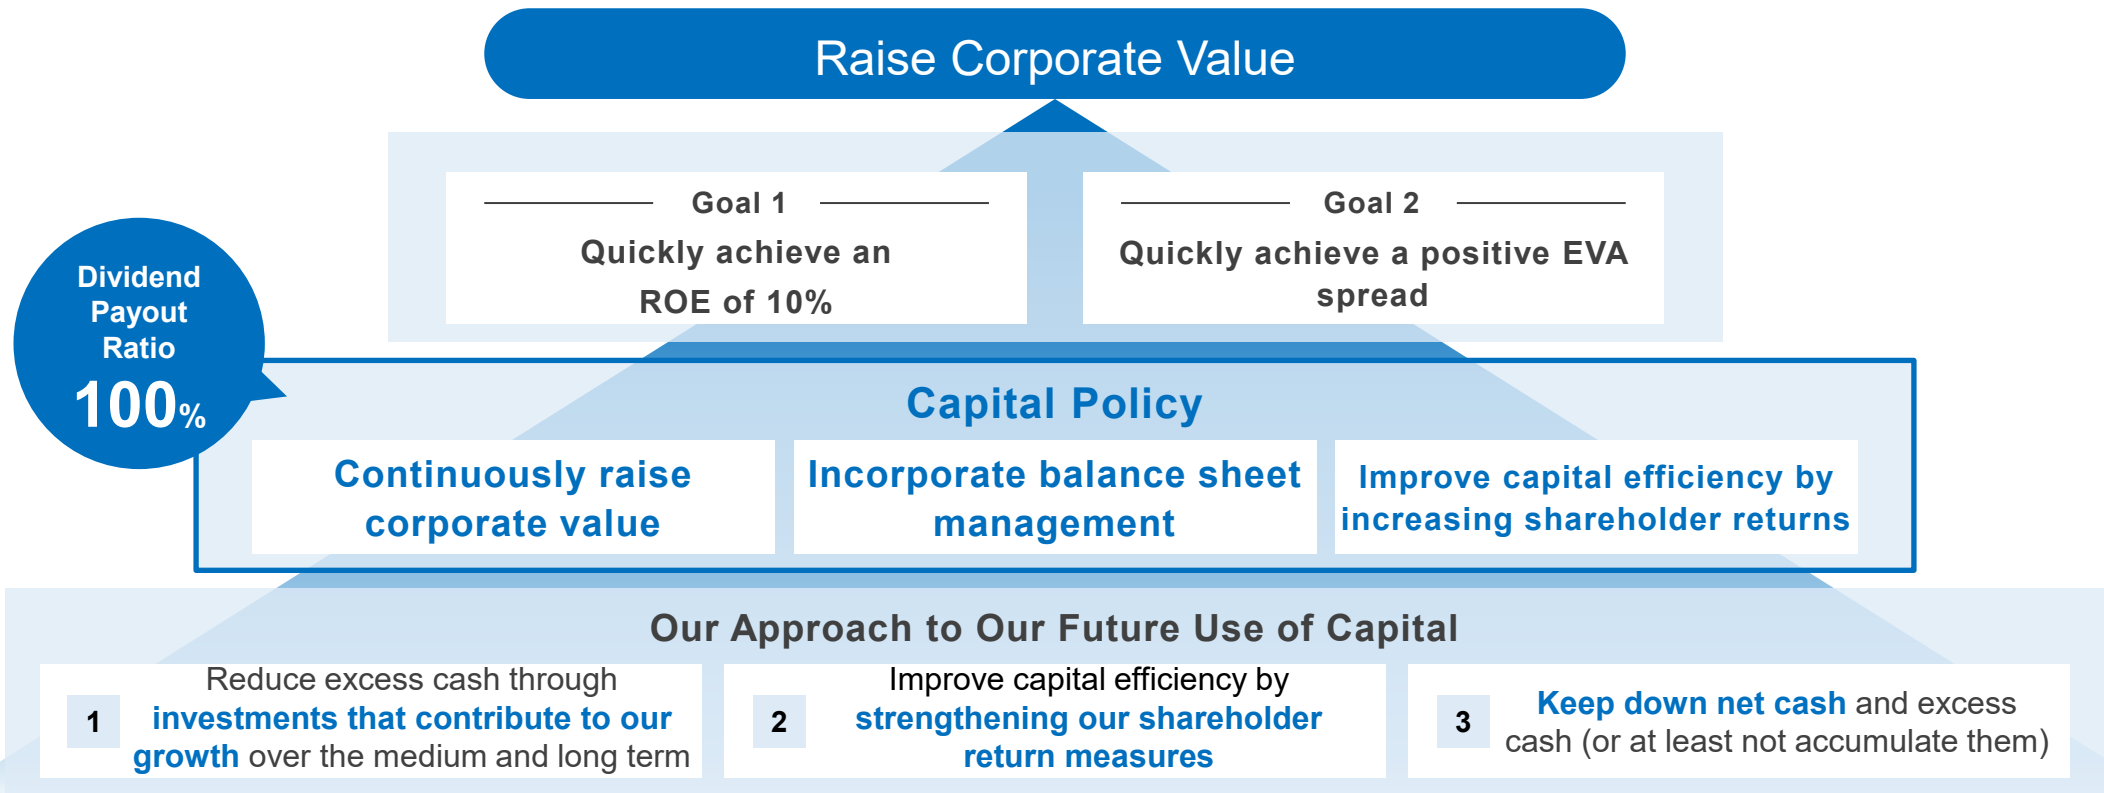 Raise Corporate Value
Goal 1
Quickly achieve an
ROE of 10%
Goal 2
Quickly achieve a positive EVA
spread
Dividend
Payout
Ratio
100%
Capital Policy
Continuously raise
corporate value
Incorporate balance sheet
management
Improve capital efficiency by
increasing shareholder returns
Our Approach to Our Future Use of Capital
1
Reduce excess cash through
investments that contribute to our
growth over the medium and long term
2
Improve capital efficiency by
strengthening our shareholder
return measures
3
Keep down net cash and excess
cash (or at least not accumulate them)